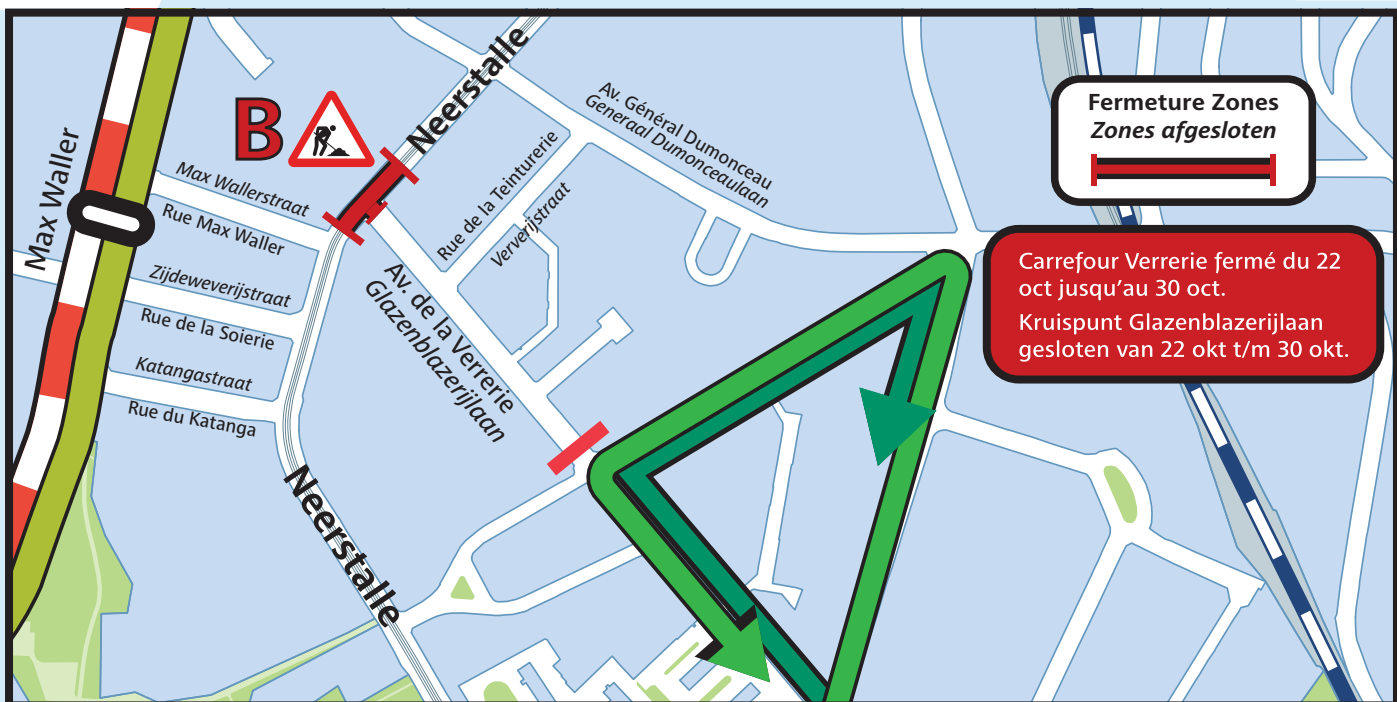 Max Waller
B
Neerstalle
Av. Général Dumonceau
Generaal Dumonceaulaan
Rue de la Teinturerie
Ververijstraat
Max Wallerstraat
Rue Max Waller
Zijdeweverijstraat
Rue de la Soierie
Katangastraat
Rue du Katanga
Av. de la Verrerie
Glazenblazerijlaan
Neerstalle
Fermeture Zones
Zones afgesloten
Carrefour Verrerie fermé du 22
oct jusqu’au 30 oct.
Kruispunt Glazenblazerijlaan
gesloten van 22 okt t/m 30 okt.